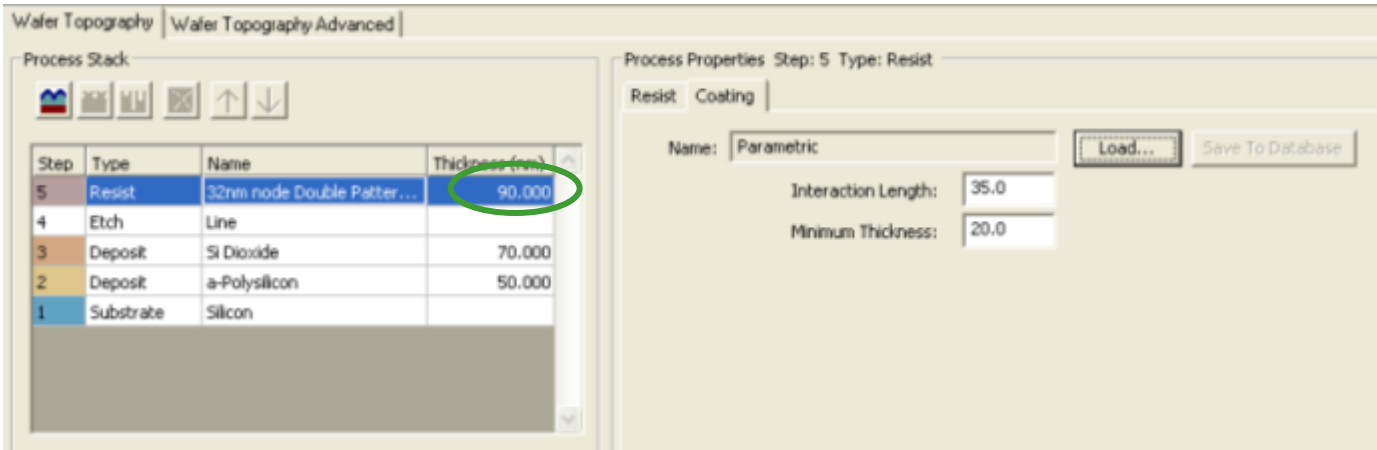 Wafer Topography Wafer Topography Advanced
Process Stack
Step Type Name Thickness (nm)
5 Resist 32nm node Double Patter... 90.000
4 Etch Line
3 Deposit Si Dioxide 70.000
2 Deposit a-Polysilicon 50.000
1 Substrate Silicon
Process Properties Step: 5 Type: Resist
Resist Coating
Name: Parametric Load... Save To Database
Interaction Length: 35.0
Minimum Thickness: 20.0